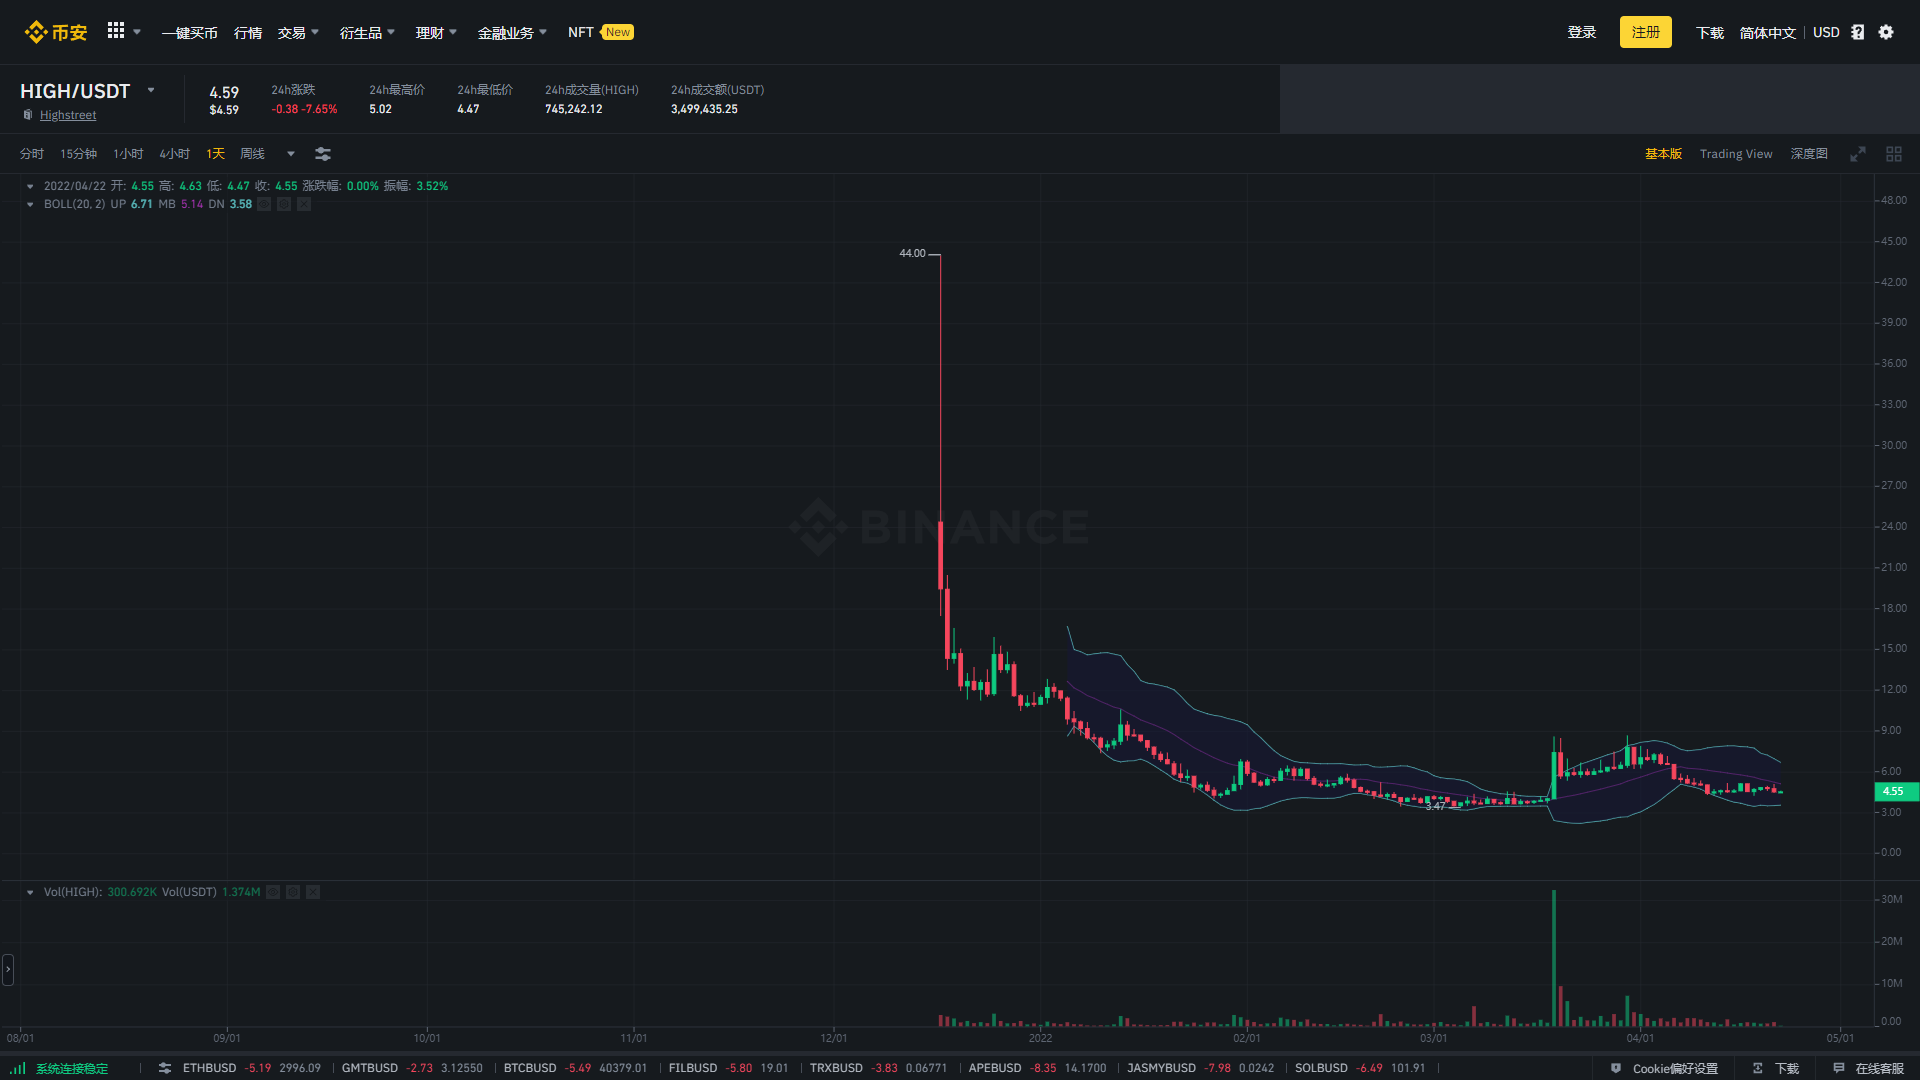 币安 一键买币 行情 交易 衍生品 理财 金融业务 NFT New 登录 注册 下载 简体中文 USD
HIGH/USDT
Highstreet
4.59
$4.59
24h涨跌
-0.38 -7.65%
24h最高价
5.02
24h最低价
4.47
24h成交量(HIGH)
745,242.12
24h成交额(USDT)
3,499,435.25
分时 15分钟 1小时 4小时 1天 周线 基本版 Trading View 深度图
2022/04/22 开: 4.55 高: 4.63 低: 4.47 收: 4.55 涨跌幅: 0.00% 振幅: 3.52%
BOLL(20, 2) UP 6.71 MB 5.14 DN 3.58
48.00
45.00
44.00
42.00
39.00
36.00
33.00
30.00
27.00
24.00
BINANCE
21.00
18.00
15.00
12.00
9.00
6.00
4.55
3.47
3.00
0.00
Vol(HIGH): 300.692K Vol(USDT) 1.374M
30M
20M
10M
0.00
08/01 09/01 10/01 11/01 12/01 2022 02/01 03/01 04/01 05/01
系统连接稳定 ETHBUSD -5.19 2996.09 GMTBUSD -2.73 3.12550 BTCBUSD -5.49 40379.01 FILBUSD -5.80 19.01 TRXBUSD -3.83 0.06771 APEBUSD -8.35 14.1700 JASMYBUSD -7.98 0.0242 SOLBUSD -6.49 101.91 Cookie偏好设置 下载 在线客服